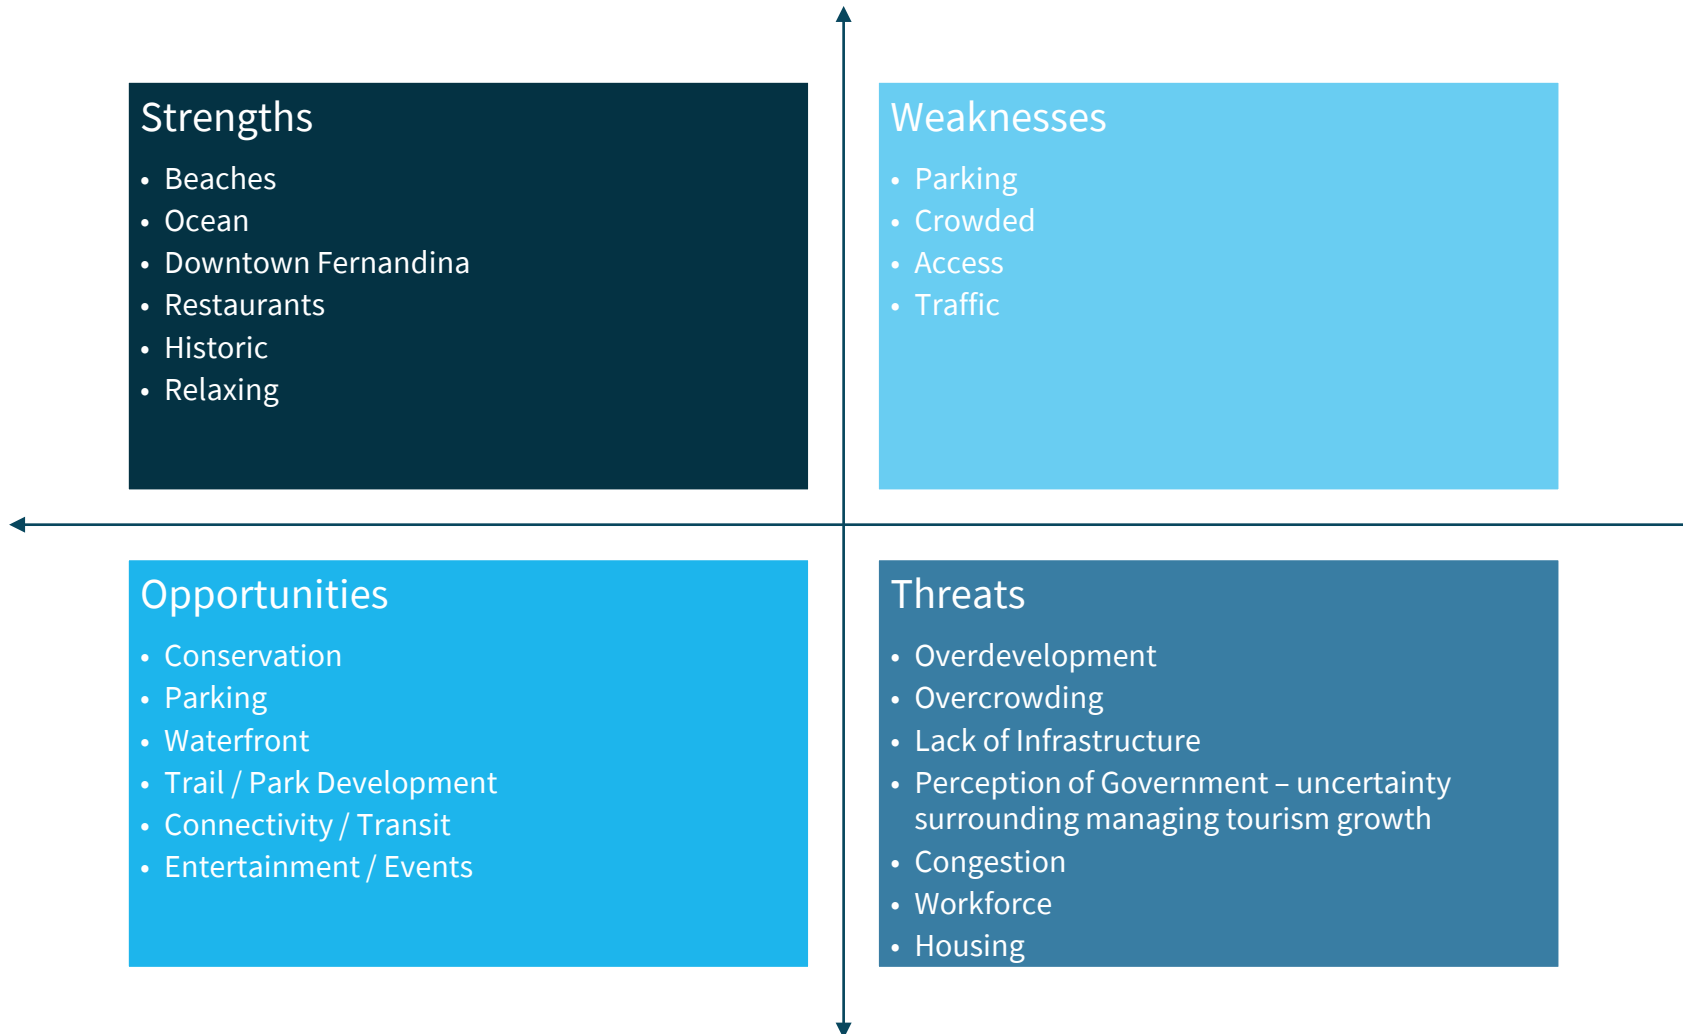 Strengths
• Beaches
• Ocean
• Downtown Fernandina
• Restaurants
• Historic
• Relaxing
Weaknesses
• Parking
• Crowded
• Access
• Traffic
Opportunities
• Conservation
• Parking
• Waterfront
• Trail / Park Development
• Connectivity / Transit
• Entertainment / Events
Threats
• Overdevelopment
• Overcrowding
• Lack of Infrastructure
• Perception of Government – uncertainty
surrounding managing tourism growth
• Congestion
• Workforce
• Housing